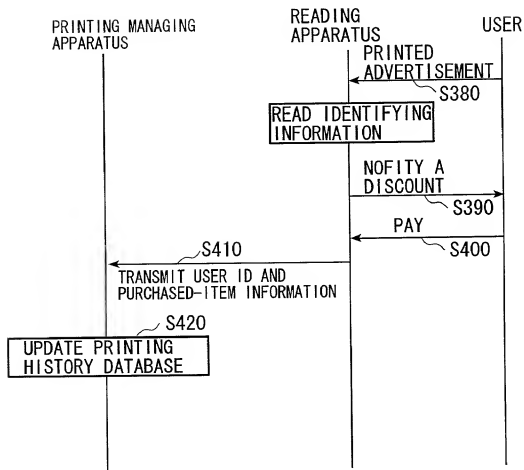 PRINTING MANAGING
APPARATUS
READING
APPARATUS
USER
PRINTED
ADVERTISEMENT
S380
READ IDENTIFYING
INFORMATION
NOFITY A
DISCOUNT
S390
PAY
S400
S410
TRANSMIT USER ID AND
PURCHASED-ITEM INFORMATION
S420
UPDATE PRINTING
HISTORY DATABASE